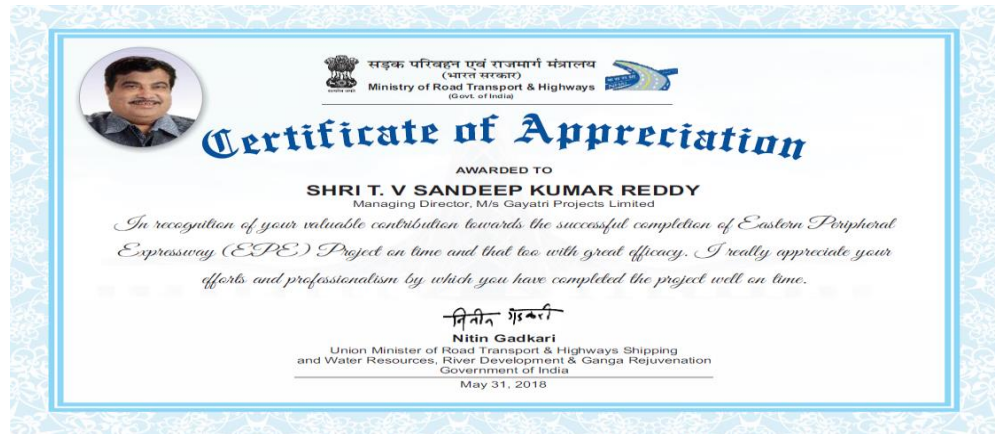 सड़क परिवहन एवं राजमार्ग मंत्रालय
(भारत सरकार)
Ministry of Road Transport & Highways
(Govt. of India)
Certificate of Appreciation
AWARDED TO
SHRI T. V SANDEEP KUMAR REDDY
Managing Director, M/s Gayatri Projects Limited
In recognition of your valuable contribution towards the successful completion of Eastern Peripheral
Expressway (EPE) Project on time and that too with great efficacy. I really appreciate your
efforts and professionalism by which you have completed the project well on time.
नितीन गडकरी
Nitin Gadkari
Union Minister of Road Transport & Highways Shipping
and Water Resources, River Development & Ganga Rejuvenation
Government of India
May 31, 2018